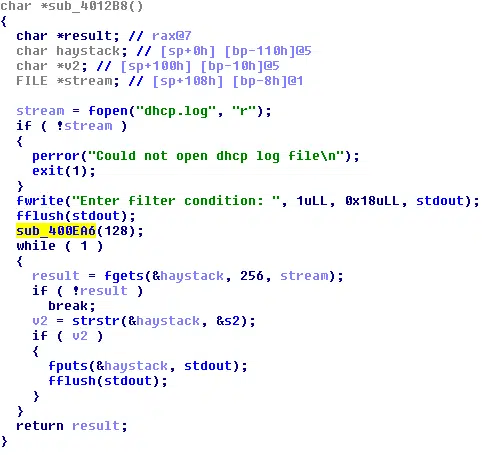 char *sub_4012B8()
{
char *result; // rax@7
char haystack; // [sp+0h] [bp-110h]@5
char *v2; // [sp+100h] [bp-10h]@5
FILE *stream; // [sp+108h] [bp-8h]@1
stream = fopen("dhcp.log", "r");
if ( !stream )
{
perror("Could not open dhcp log file\n");
exit(1);
}
fwrite("Enter filter condition: ", 1uLL, 0x18uLL, stdout);
fflush(stdout);
sub_400EA6(128);
while ( 1 )
{
result = fgets(&haystack, 256, stream);
if ( !result )
break;
v2 = strstr(&haystack, &s2);
if ( v2 )
{
fputs(&haystack, stdout);
fflush(stdout);
}
}
return result;
}